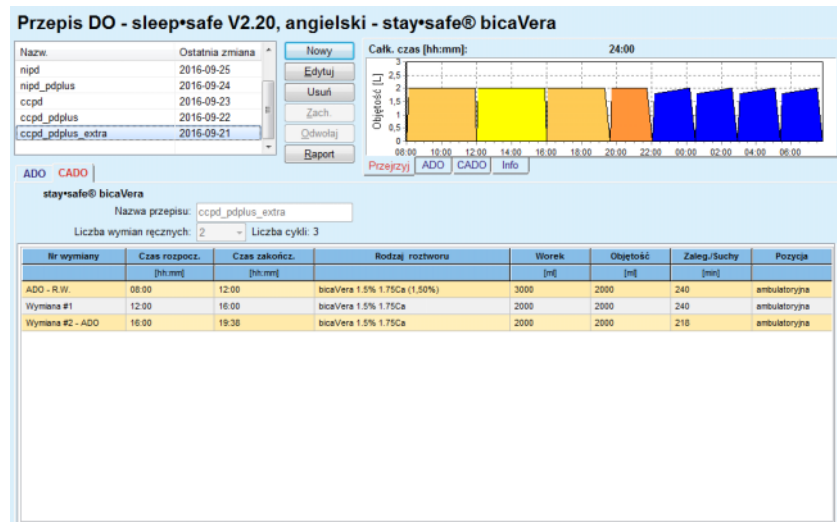 Przepis DO - sleep•safe V2.20, angielski - stay•safe® bicaVera
Nazw. Ostatnia zmiana
nipd 2016-09-25
nipd_pdplus 2016-09-24
ccpd 2016-09-23
ccpd_pdplus 2016-09-22
ccpd_pdplus_extra 2016-09-21
Nowy
Edytuj
Usuń
Zach.
Odwołaj
Raport
Całk. czas [hh:mm]: 24:00
Objętość [L]
3
2,5
2
1,5
1
0,5
0
08:00 10:00 12:00 14:00 16:00 18:00 20:00 22:00 00:00 02:00 04:00 06:00
Przejrzyj ADO CADO Info
ADO CADO
stay•safe® bicaVera
Nazwa przepisu: ccpd_pdplus_extra
Liczba wymian ręcznych: 2 Liczba cykli: 3
Nr wymiany Czas rozpocz. Czas zakończ. Rodzaj roztworu Worek Objętość Zaleg./Suchy Pozycja
[hh:mm] [hh:mm] [ml] [ml] [min]
ADO - R.W. 08:00 12:00 bicaVera 1.5% 1.75Ca (1,50%) 3000 2000 240 ambulatoryjna
Wymiana #1 12:00 16:00 bicaVera 1.5% 1.75Ca 2000 2000 240 ambulatoryjna
Wymiana #2 - ADO 16:00 19:38 bicaVera 1.5% 1.75Ca 2000 2000 218 ambulatoryjna